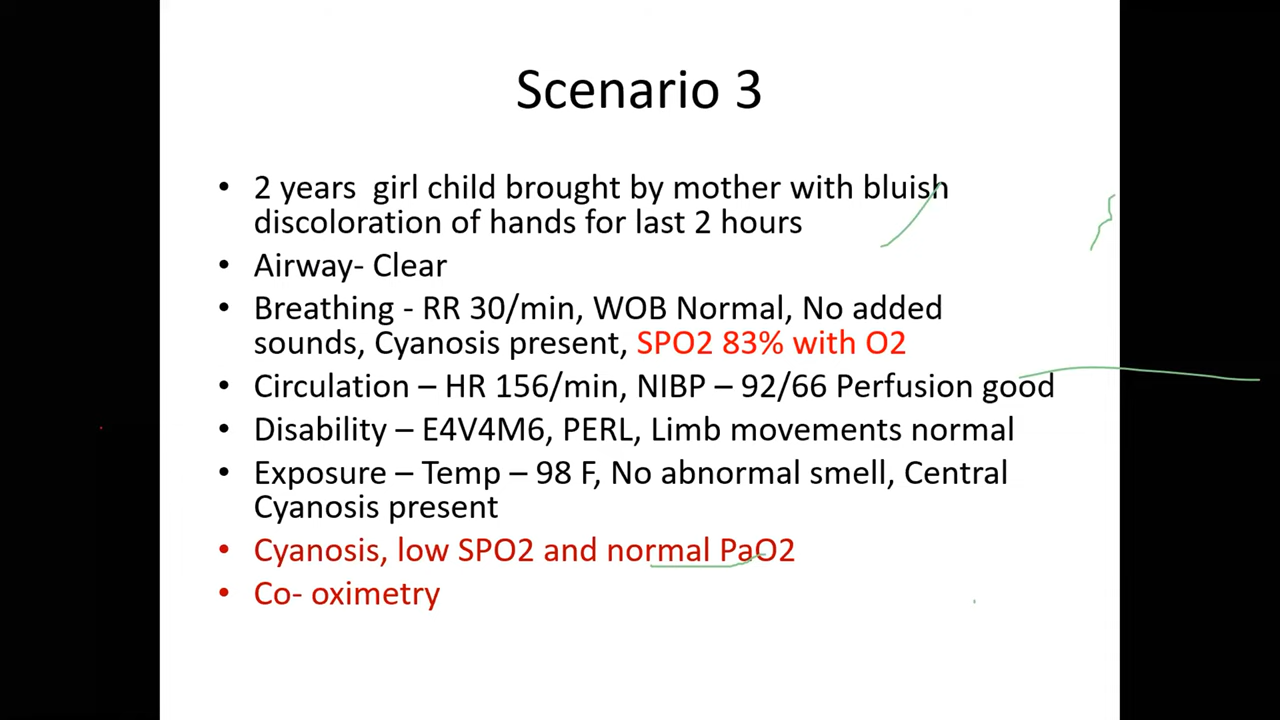 Scenario 3
• 2 years girl child brought by mother with bluish
discoloration of hands for last 2 hours
• Airway- Clear
• Breathing - RR 30/min, WOB Normal, No added
sounds, Cyanosis present, SPO2 83% with O2
• Circulation – HR 156/min, NIBP – 92/66 Perfusion good
• Disability – E4V4M6, PERL, Limb movements normal
• Exposure – Temp – 98 F, No abnormal smell, Central
Cyanosis present
• Cyanosis, low SPO2 and normal PaO2
• Co- oximetry